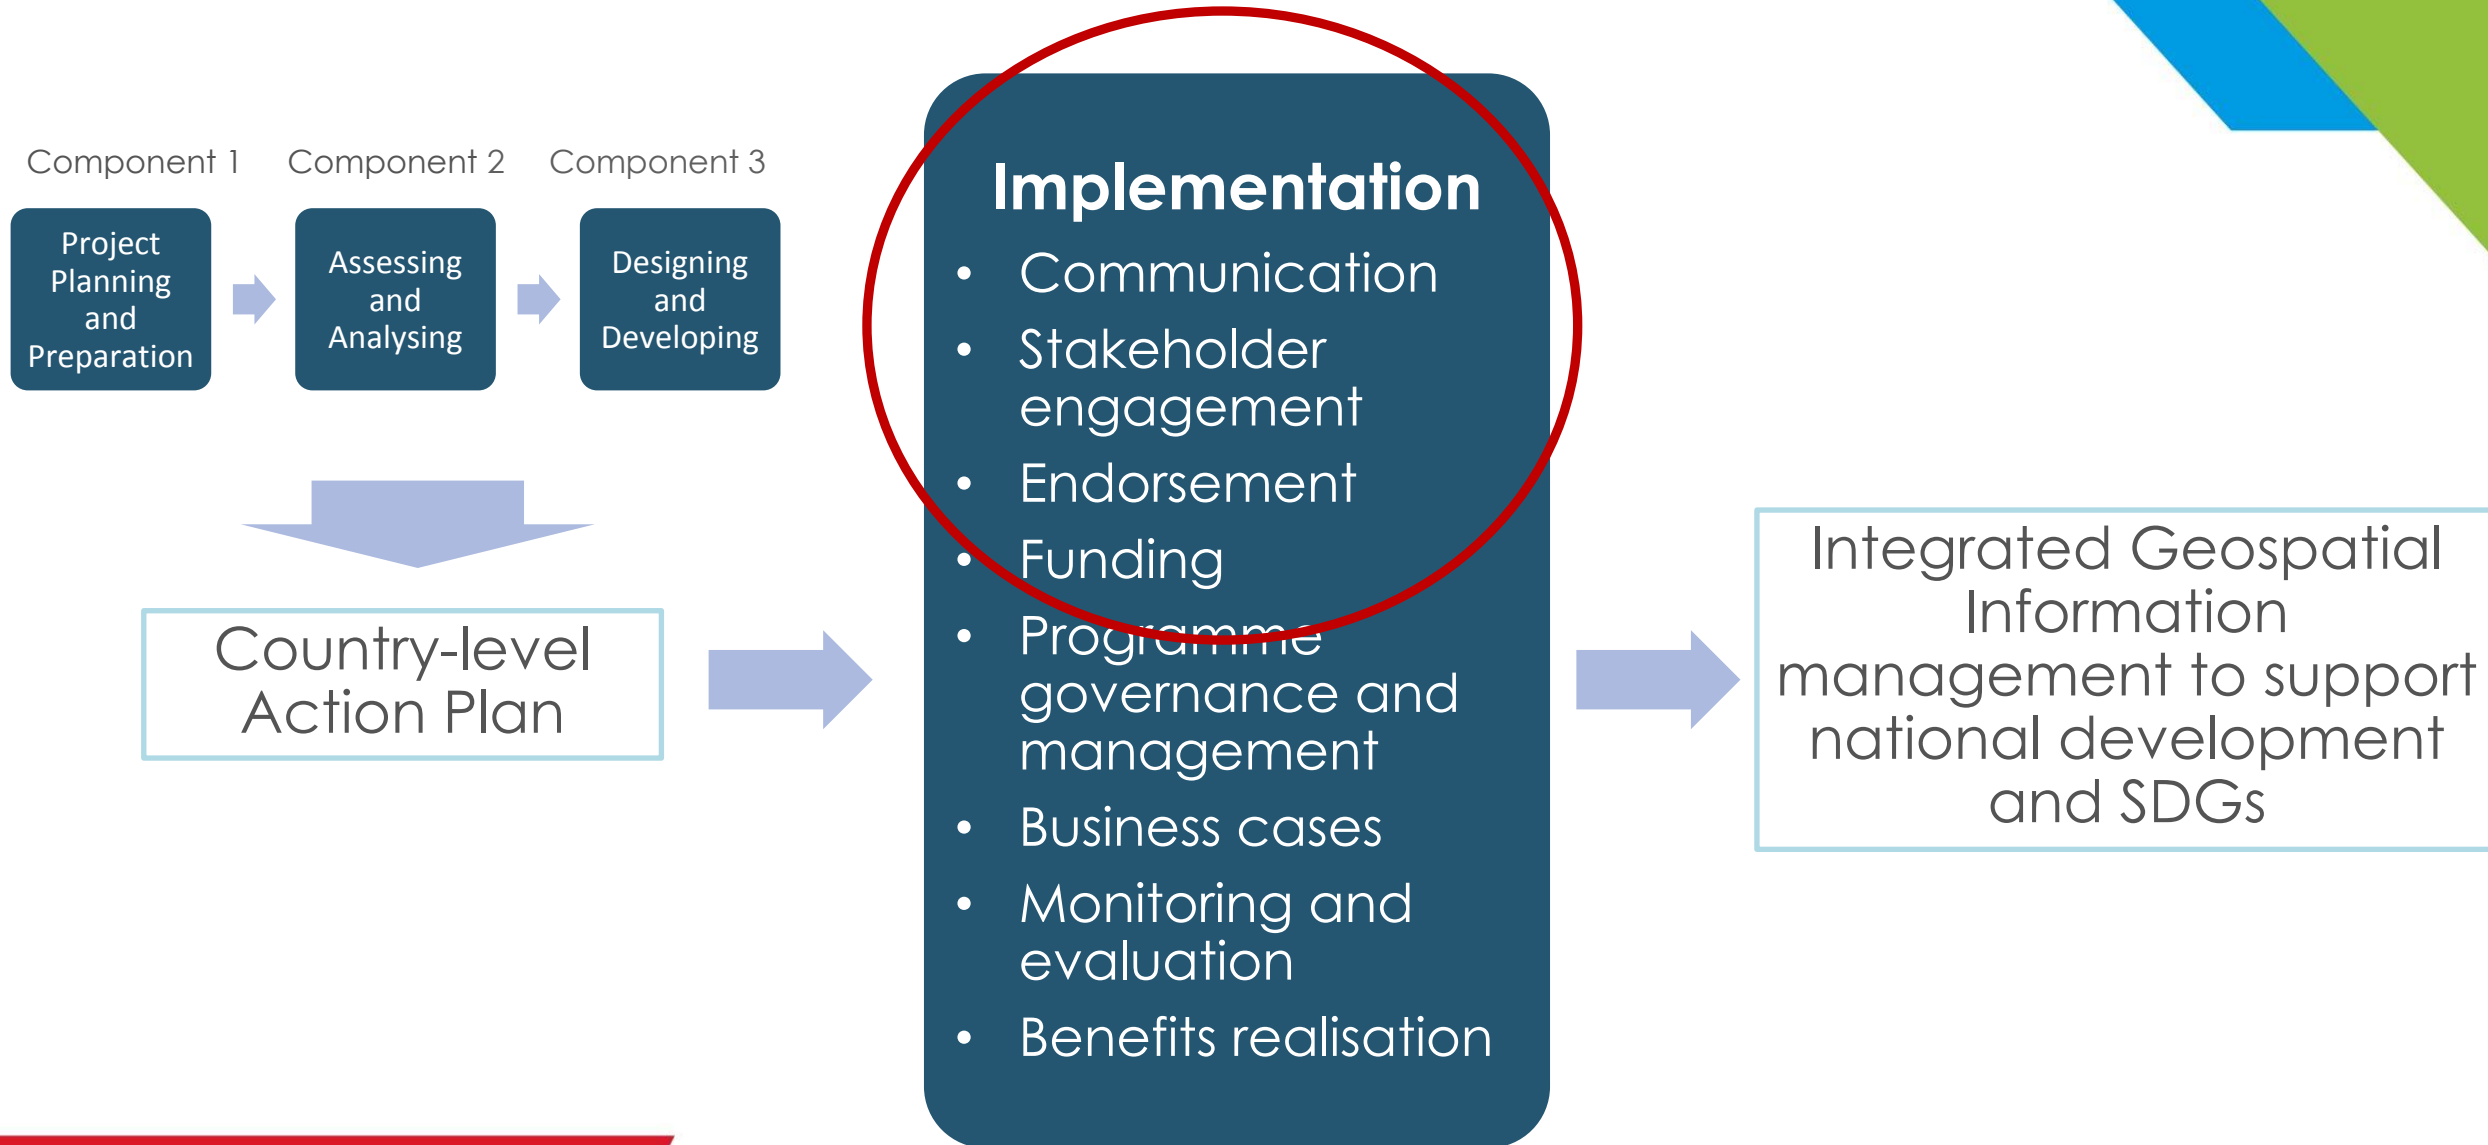 Component 1
Component 2
Component 3
Project
Planning
and
Preparation
Assessing
and
Analysing
Designing
and
Developing
Country-level
Action Plan
Implementation
• Communication
• Stakeholder
engagement
• Endorsement
• Funding
• Programme
governance and
management
• Business cases
• Monitoring and
evaluation
• Benefits realisation
Integrated Geospatial
Information
management to support
national development
and SDGs